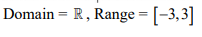 Domain = ℝ, Range = [−3,3]